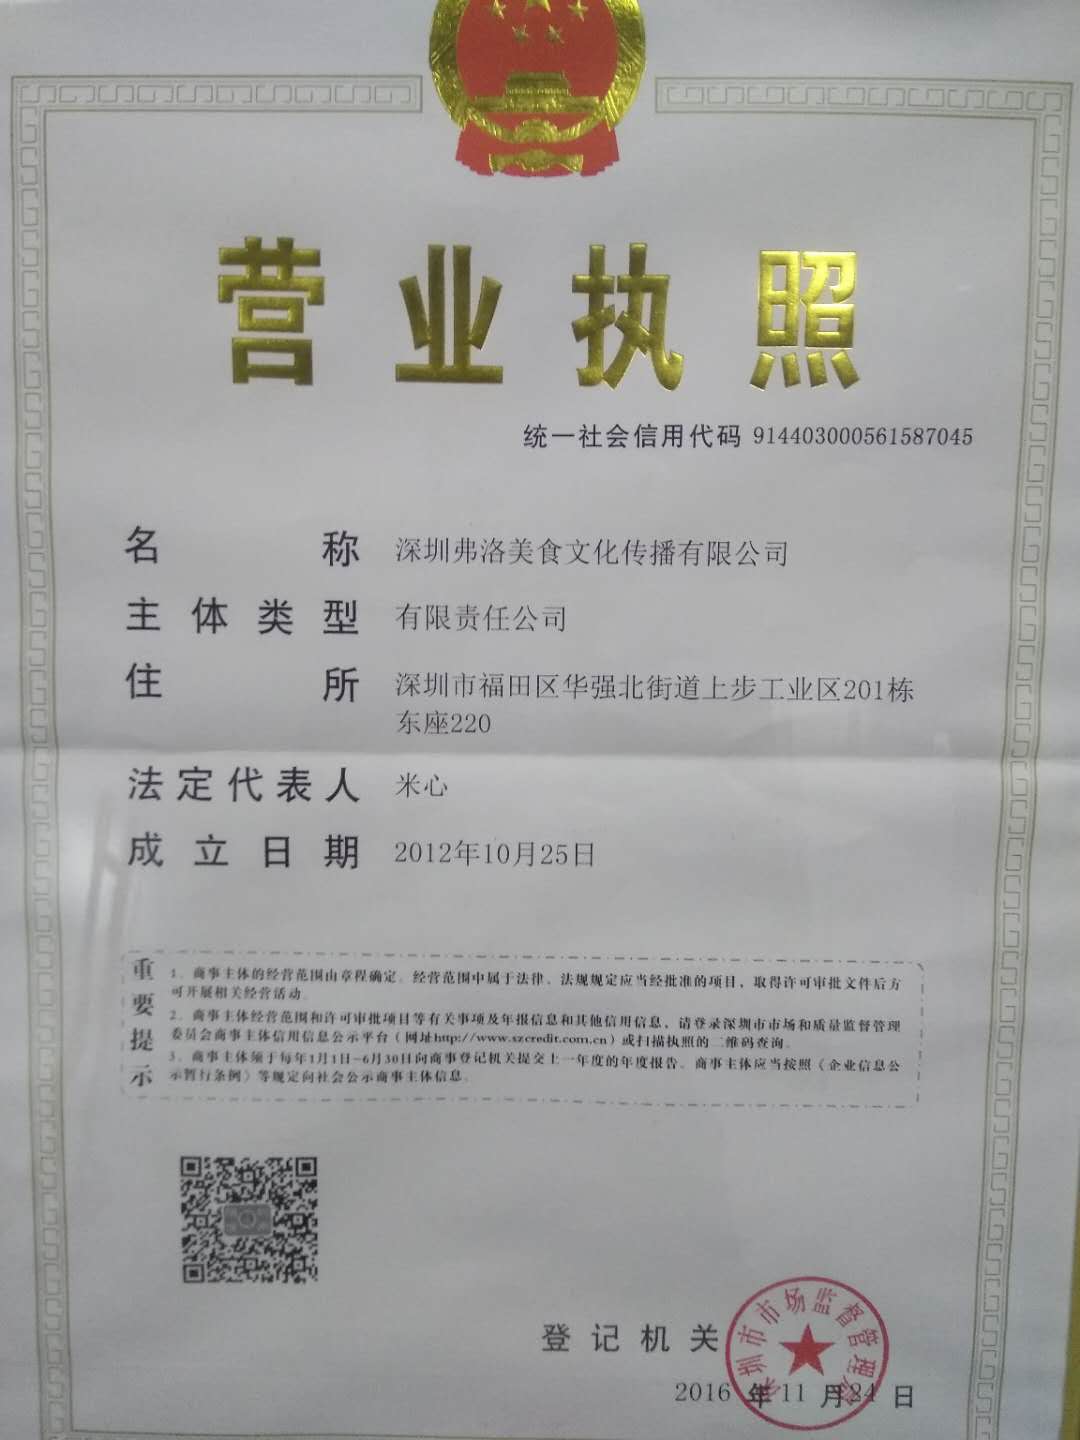 营业执照
统一社会信用代码 914403000561587045
名称 深圳弗洛美食文化传播有限公司
主体类型 有限责任公司
住所 深圳市福田区华强北街道上步工业区201栋
东座220
法定代表人 米心
成立日期 2012年10月25日
重要提示
1、商事主体的经营范围由章程确定。经营范围中属于法律、法规规定应当经批准的项目，取得许可审批文件后方
可开展相关经营活动。
2、商事主体经营范围和许可审批项目等有关事项及年报信息和其他信用信息，请登录深圳市市场和质量监督管理
委员会商事主体信用信息公示平台（网址http://www.szcredit.com.cn）或扫描执照的二维码查询。
3、商事主体须于每年1月1日-6月30日向商事登记机关提交上一年度的年度报告。商事主体应当按照《企业信息公
示暂行条例》等规定向社会公示商事主体信息。
登记机关
深圳市市场监督管理局
2016 年 11 月 24 日